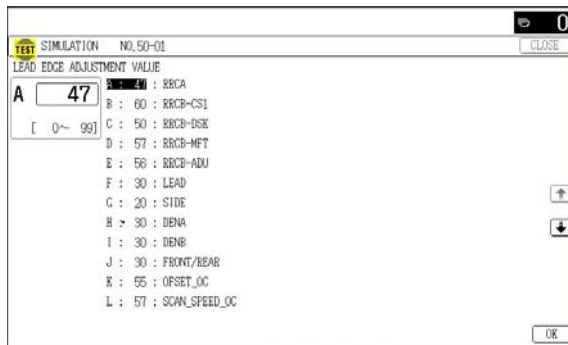 0
TEST SIMULATION NO.50-01 CLOSE
LEAD EDGE ADJUSTMENT VALUE
A 47
[ 0~ 99]
A : 47 : RRCA
B : 60 : RRCB-CS1
C : 50 : RRCB-DSK
D : 57 : RRCB-MFT
E : 56 : RRCB-ADU
F : 30 : LEAD
G : 20 : SIDE
H : 30 : DENA
I : 30 : DENB
J : 30 : FRONT/REAR
K : 55 : OFSET_OC
L : 57 : SCAN_SPEED_OC
OK